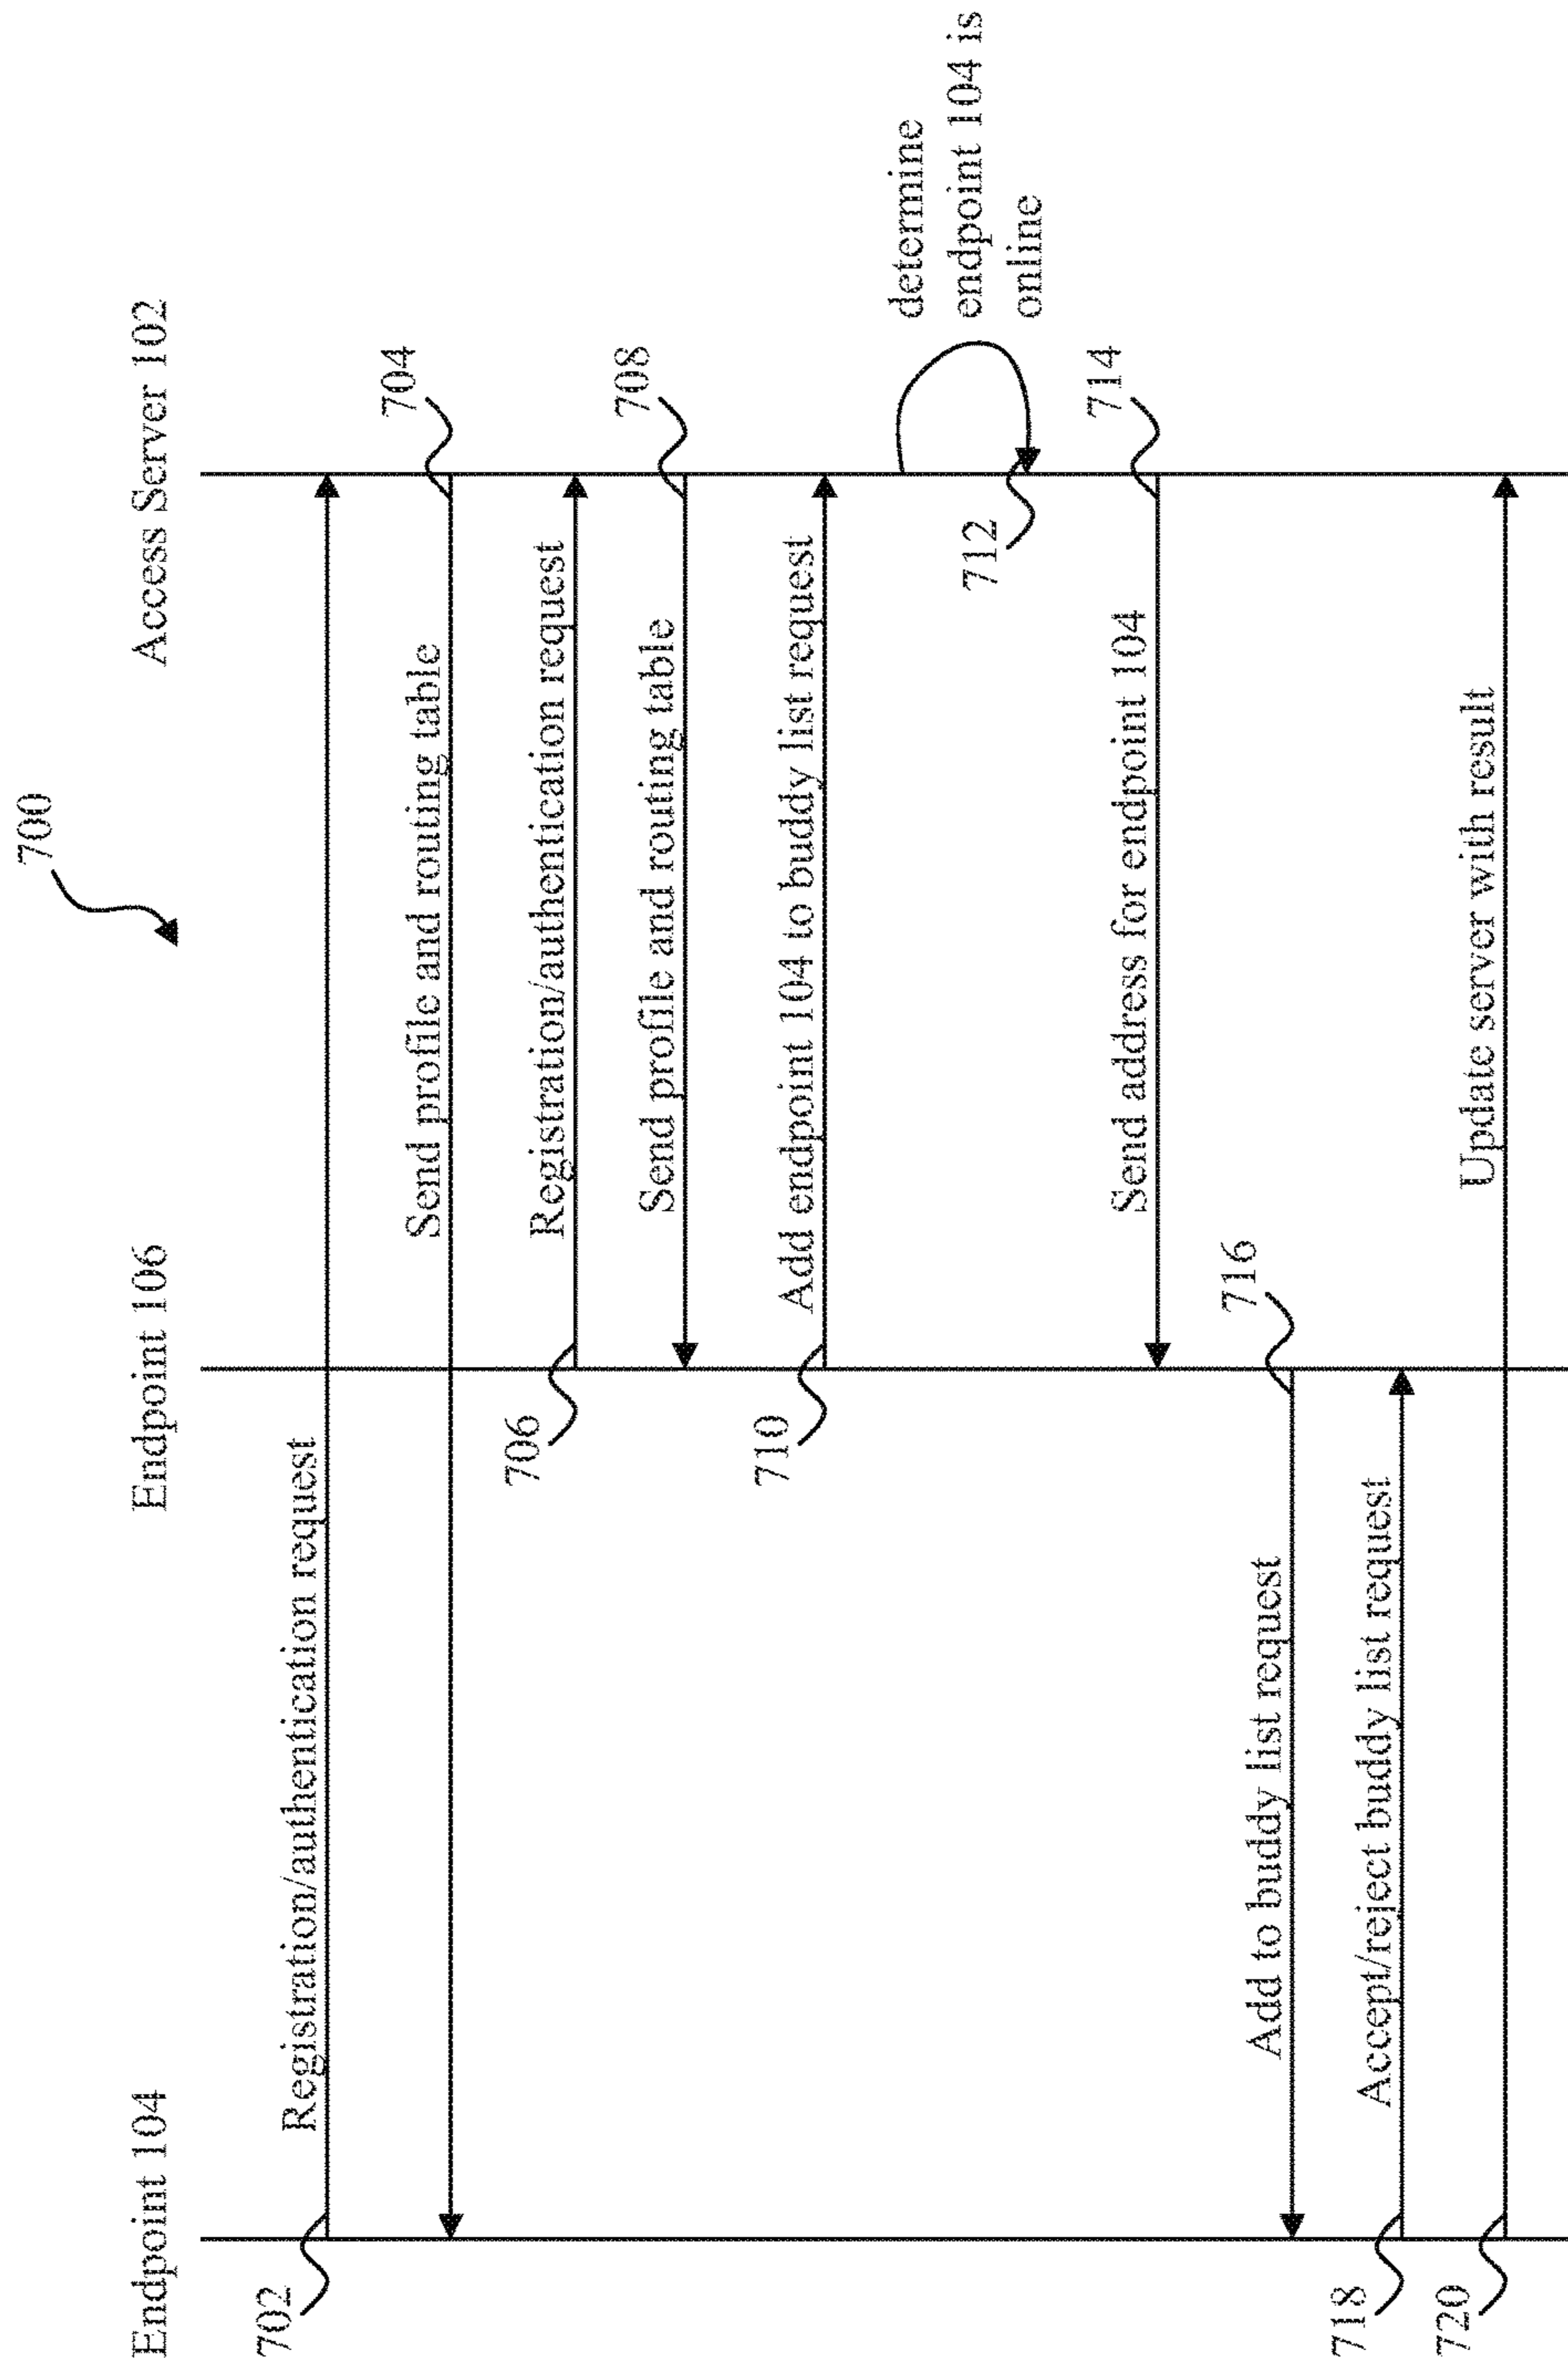 700
Endpoint 104
Endpoint 106
Access Server 102
702
Registration/authentication request
704
Send profile and routing table
706
Registration/authentication request
708
Send profile and routing table
710
Add endpoint 104 to buddy list request
determine
endpoint 104 is
online
712
714
Send address for endpoint 104
716
Add to buddy list request
718
Accept/reject buddy list request
720
Update server with result